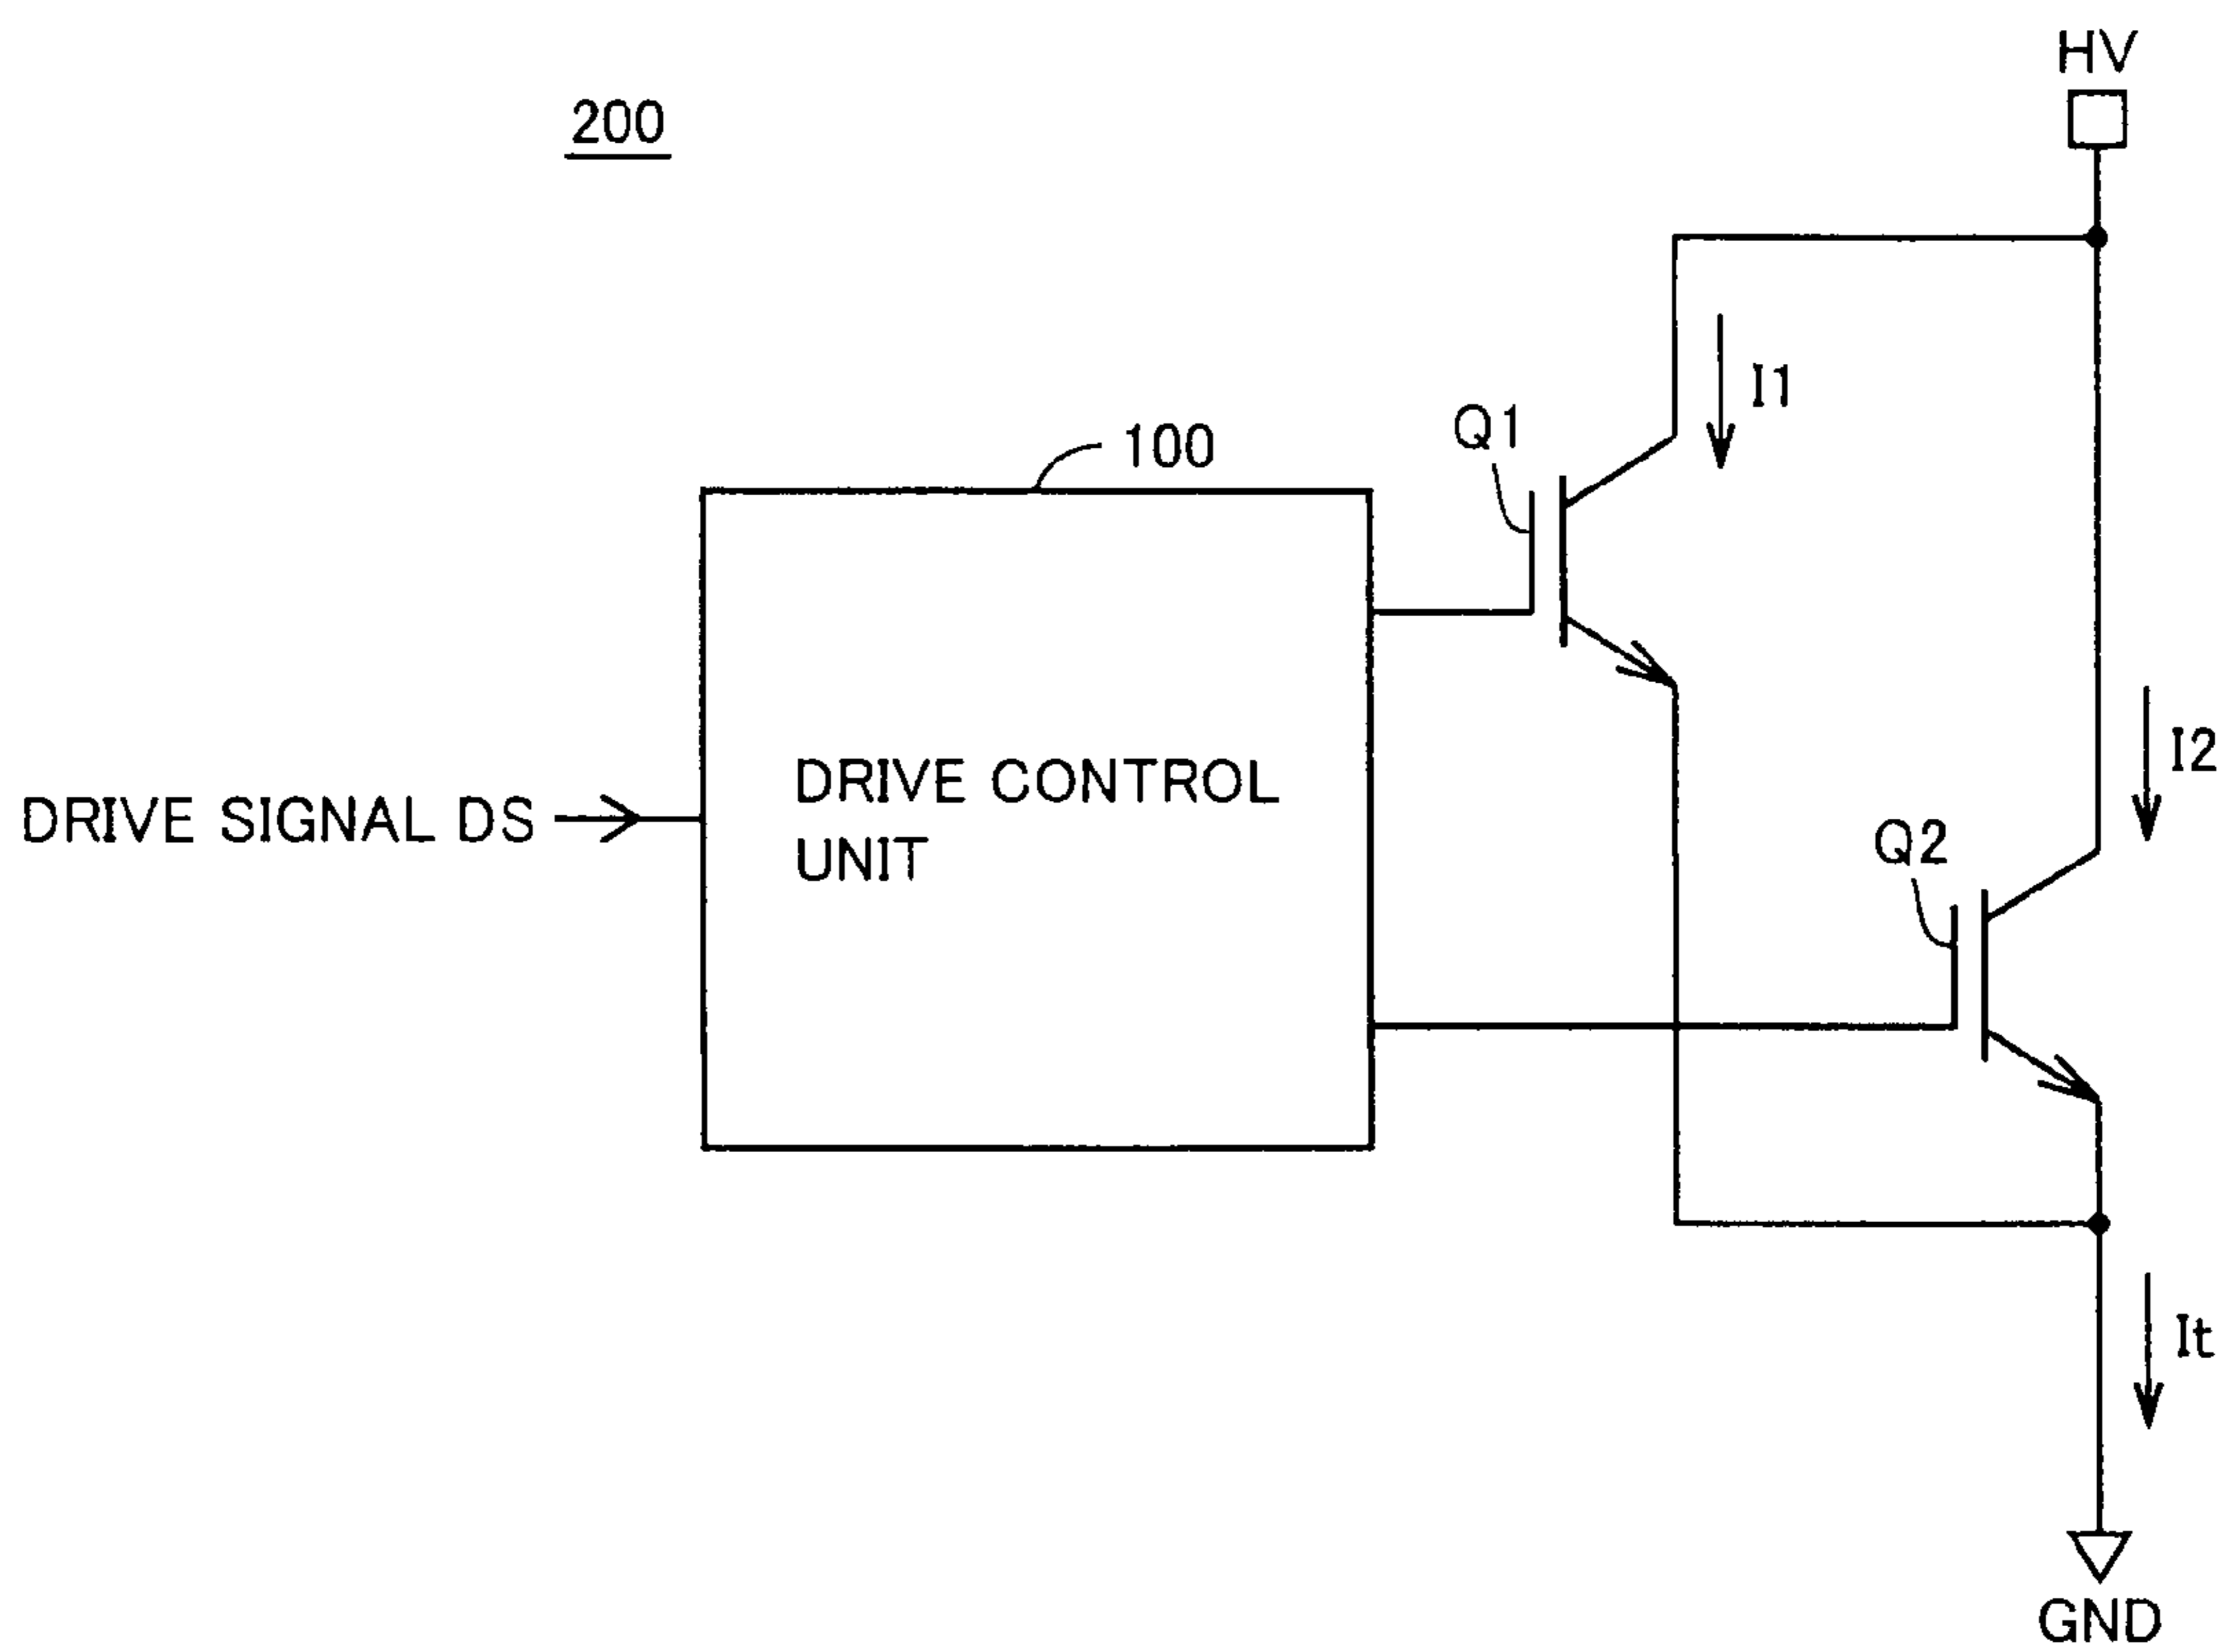 HV
200
I1
Q1
100
I2
DRIVE CONTROL
UNIT
DRIVE SIGNAL DS
Q2
It
GND